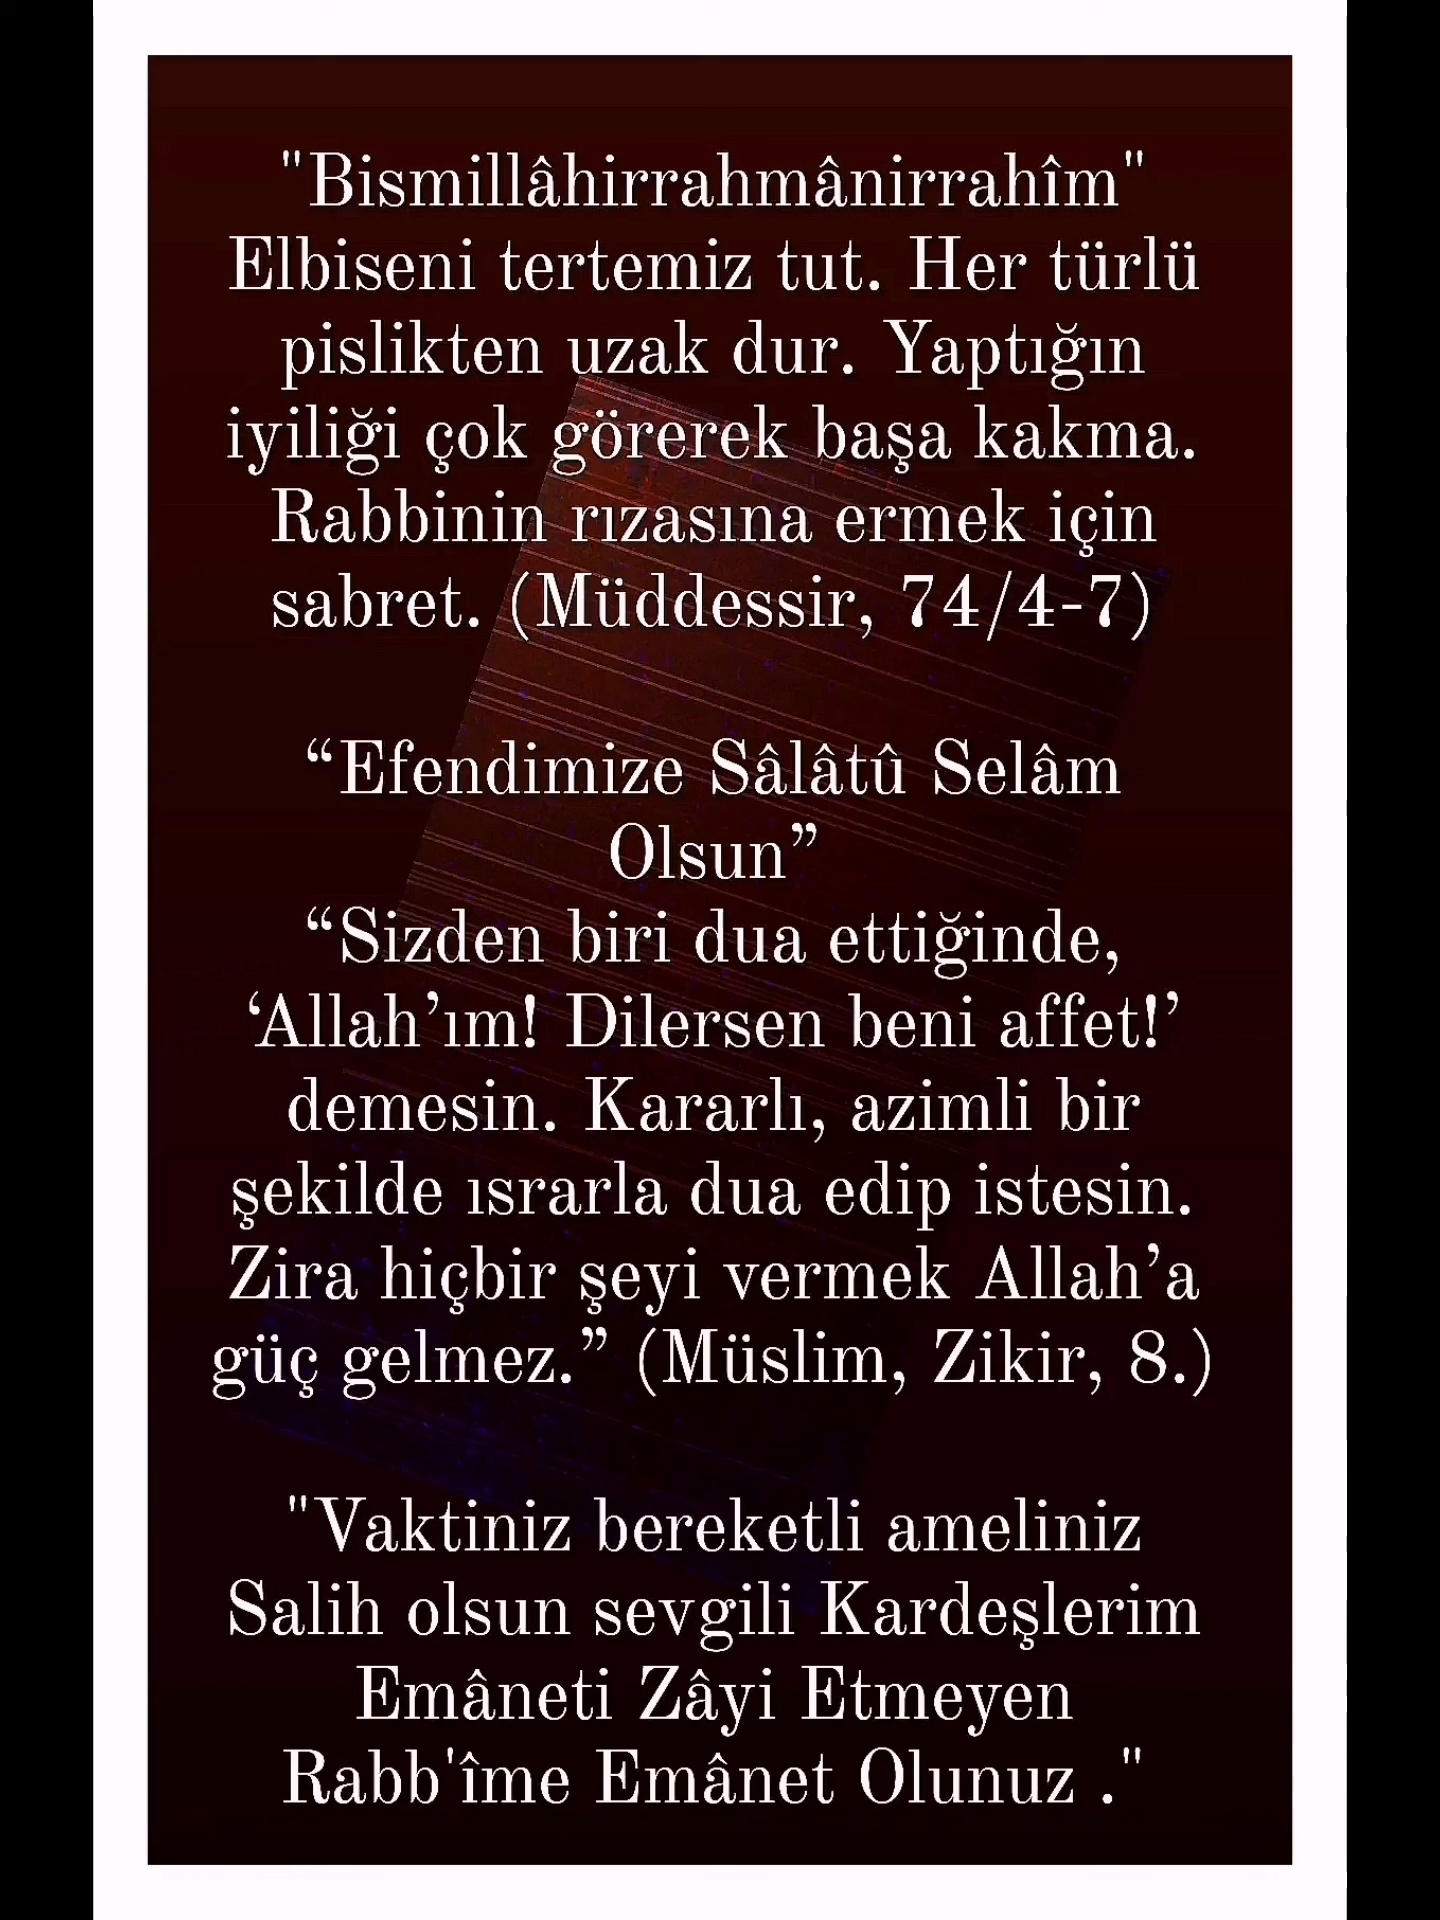 "Bismillâhirrahmânirrahîm"
Elbiseni tertemiz tut. Her türlü
pislikten uzak dur. Yaptığın
iyiliği çok görerek başa kakma.
Rabbinin rızasına ermek için
sabret. (Müddessir, 74/4-7)
“Efendimize Sâlâtû Selâm
Olsun”
“Sizden biri dua ettiğinde,
‘Allah’ım! Dilersen beni affet!’
demesin. Kararlı, azimli bir
şekilde ısrarla dua edip istesin.
Zira hiçbir şeyi vermek Allah’a
güç gelmez.” (Müslim, Zikir, 8.)
"Vaktiniz bereketli ameliniz
Salih olsun sevgili Kardeşlerim
Emâneti Zâyi Etmeyen
Rabb'îme Emânet Olunuz ."